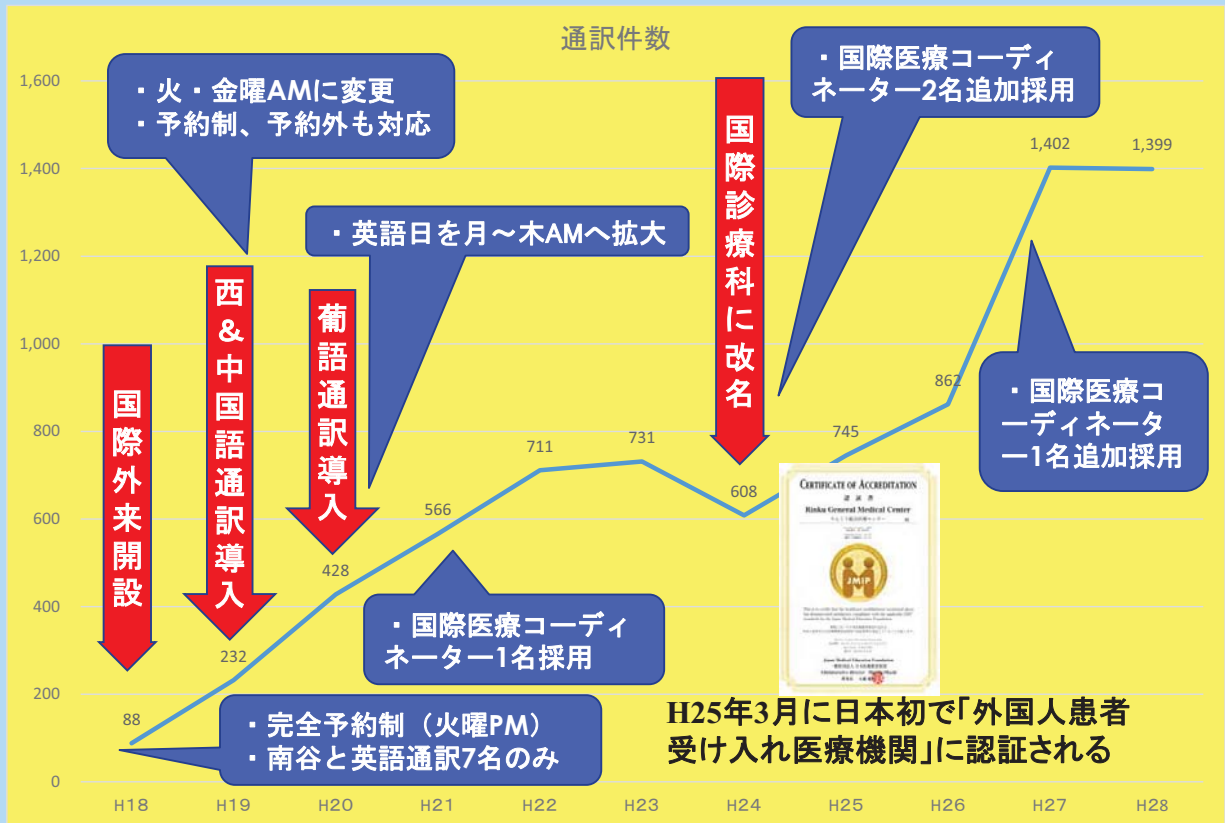 通訳件数
1,600
1,400
1,200
1,000
800
600
400
200
0
・火・金曜AMに変更
・予約制、予約外も対応
・英語日を月～木AMへ拡大
・国際医療コーディ
ネーター2名追加採用
国際外来開設
西&中国語通訳導入
葡語通訳導入
国際診療科に改名
88
232
428
566
711
731
608
745
862
1,402
1,399
・国際医療コ
ーディネータ
ー1名追加採用
・国際医療コーディ
ネーター1名採用
・完全予約制（火曜PM）
・南谷と英語通訳7名のみ
CERTIFICATE OF ACCREDITATION
認定書
Rinku General Medical Center
JMIP
Japan Medical Education Foundation
H25年3月に日本初で｢外国人患者
受け入れ医療機関｣に認証される
H18
H19
H20
H21
H22
H23
H24
H25
H26
H27
H28